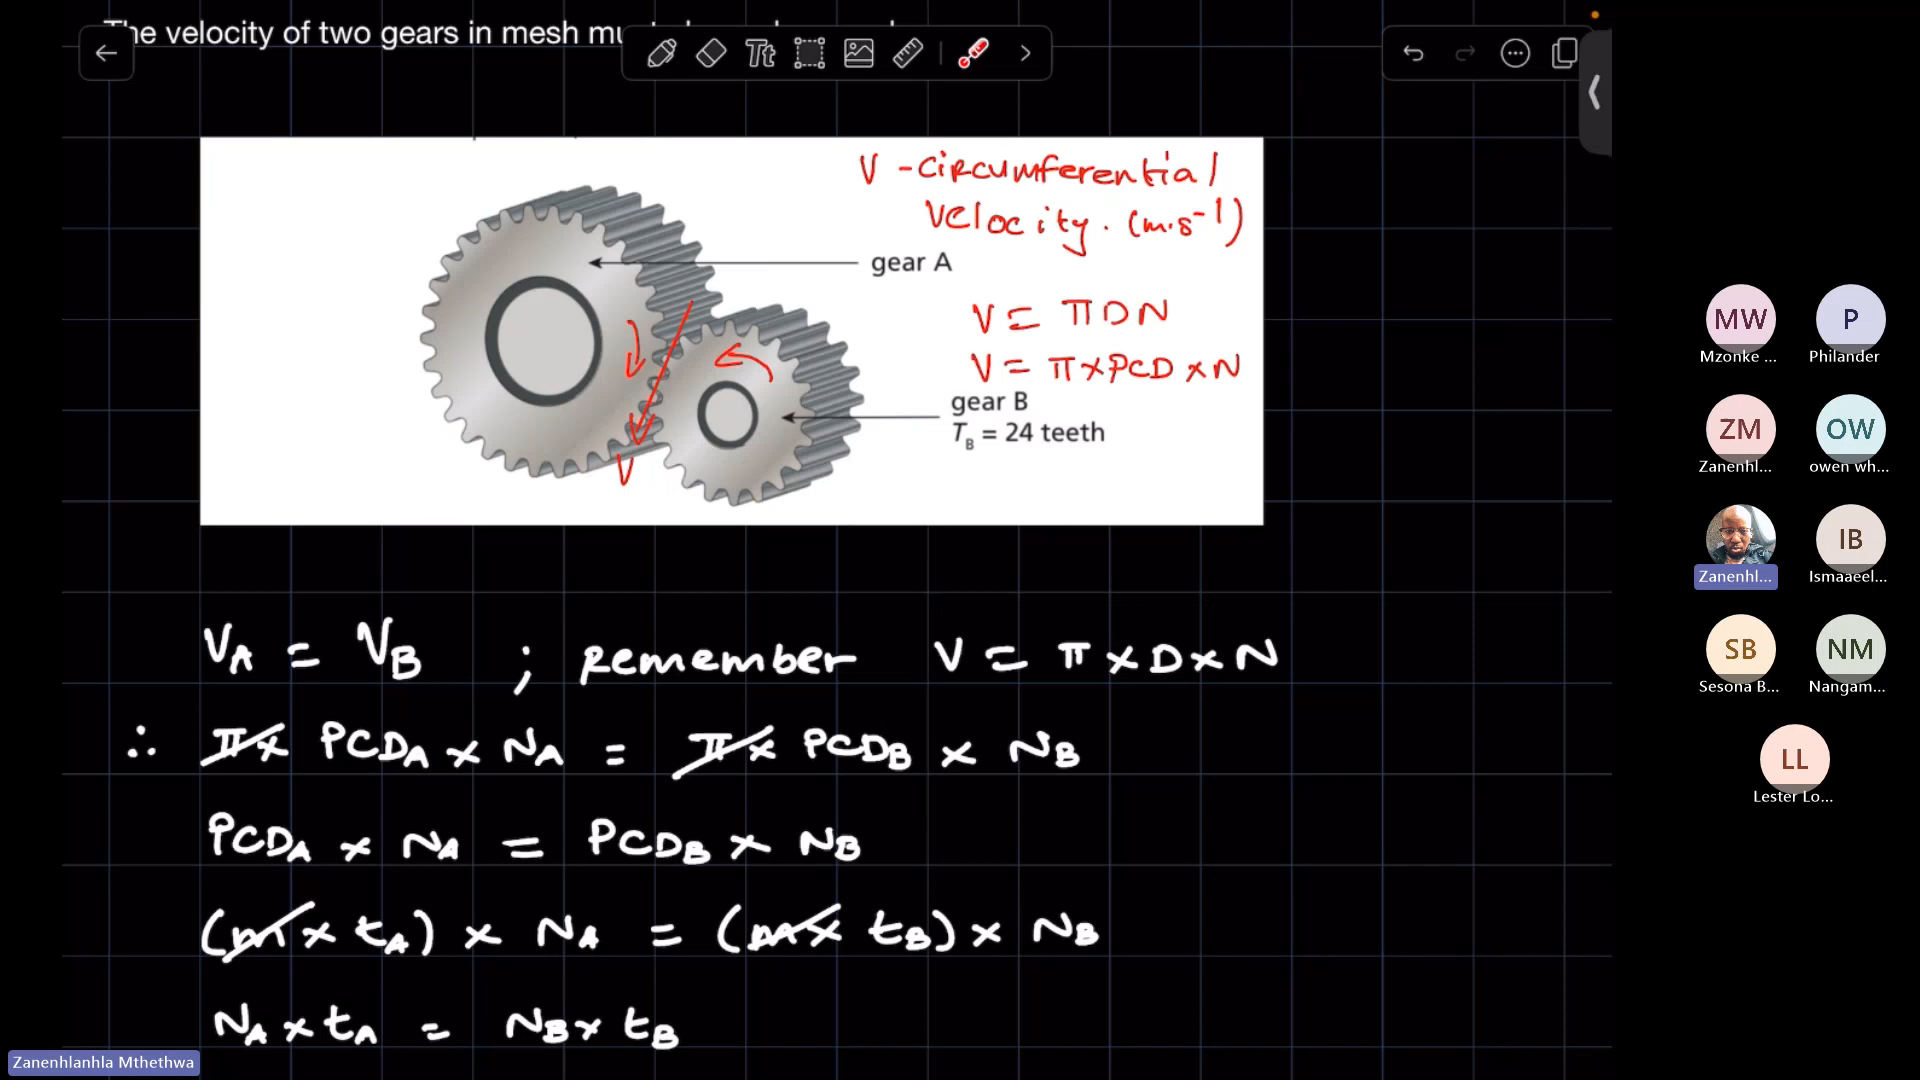 The velocity of two gears in mesh
Tt
V - circumferential
velocity. (m·s⁻¹)
gear A
V = πDN
V = π×PCD×N
gear B
T_B = 24 teeth
V
V_A = V_B ; Remember V = π × D × N
∴ π× PCD_A × N_A = π× PCD_B × N_B
PCD_A × N_A = PCD_B × N_B
(m × t_A) × N_A = (m × t_B) × N_B
N_A × t_A = N_B × t_B
Zanenhlanhla Mthethwa
MW
Mzonke ...
P
Philander
ZM
Zanenhl...
OW
owen wh...
Zanenhl...
IB
Ismaaeel...
SB
Sesona B...
NM
Nangam...
LL
Lester Lo...